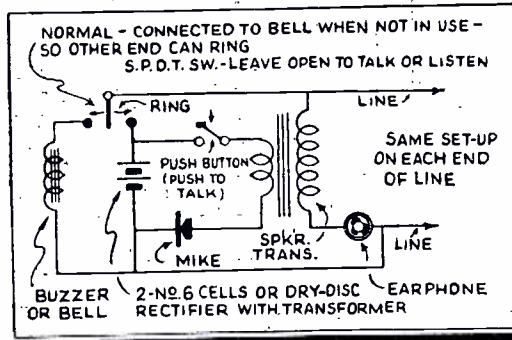 NORMAL - CONNECTED TO BELL WHEN NOT IN USE -
SO OTHER END CAN RING
S.P.D.T. SW.-LEAVE OPEN TO TALK OR LISTEN
RING
LINE
PUSH BUTTON
(PUSH TO
TALK)
SAME SET-UP
ON EACH END
OF LINE
MIKE
SPK'R.
TRANS.
LINE
BUZZER
OR BELL
2-NO.6 CELLS OR DRY-DISC
RECTIFIER WITH TRANSFORMER
EARPHONE